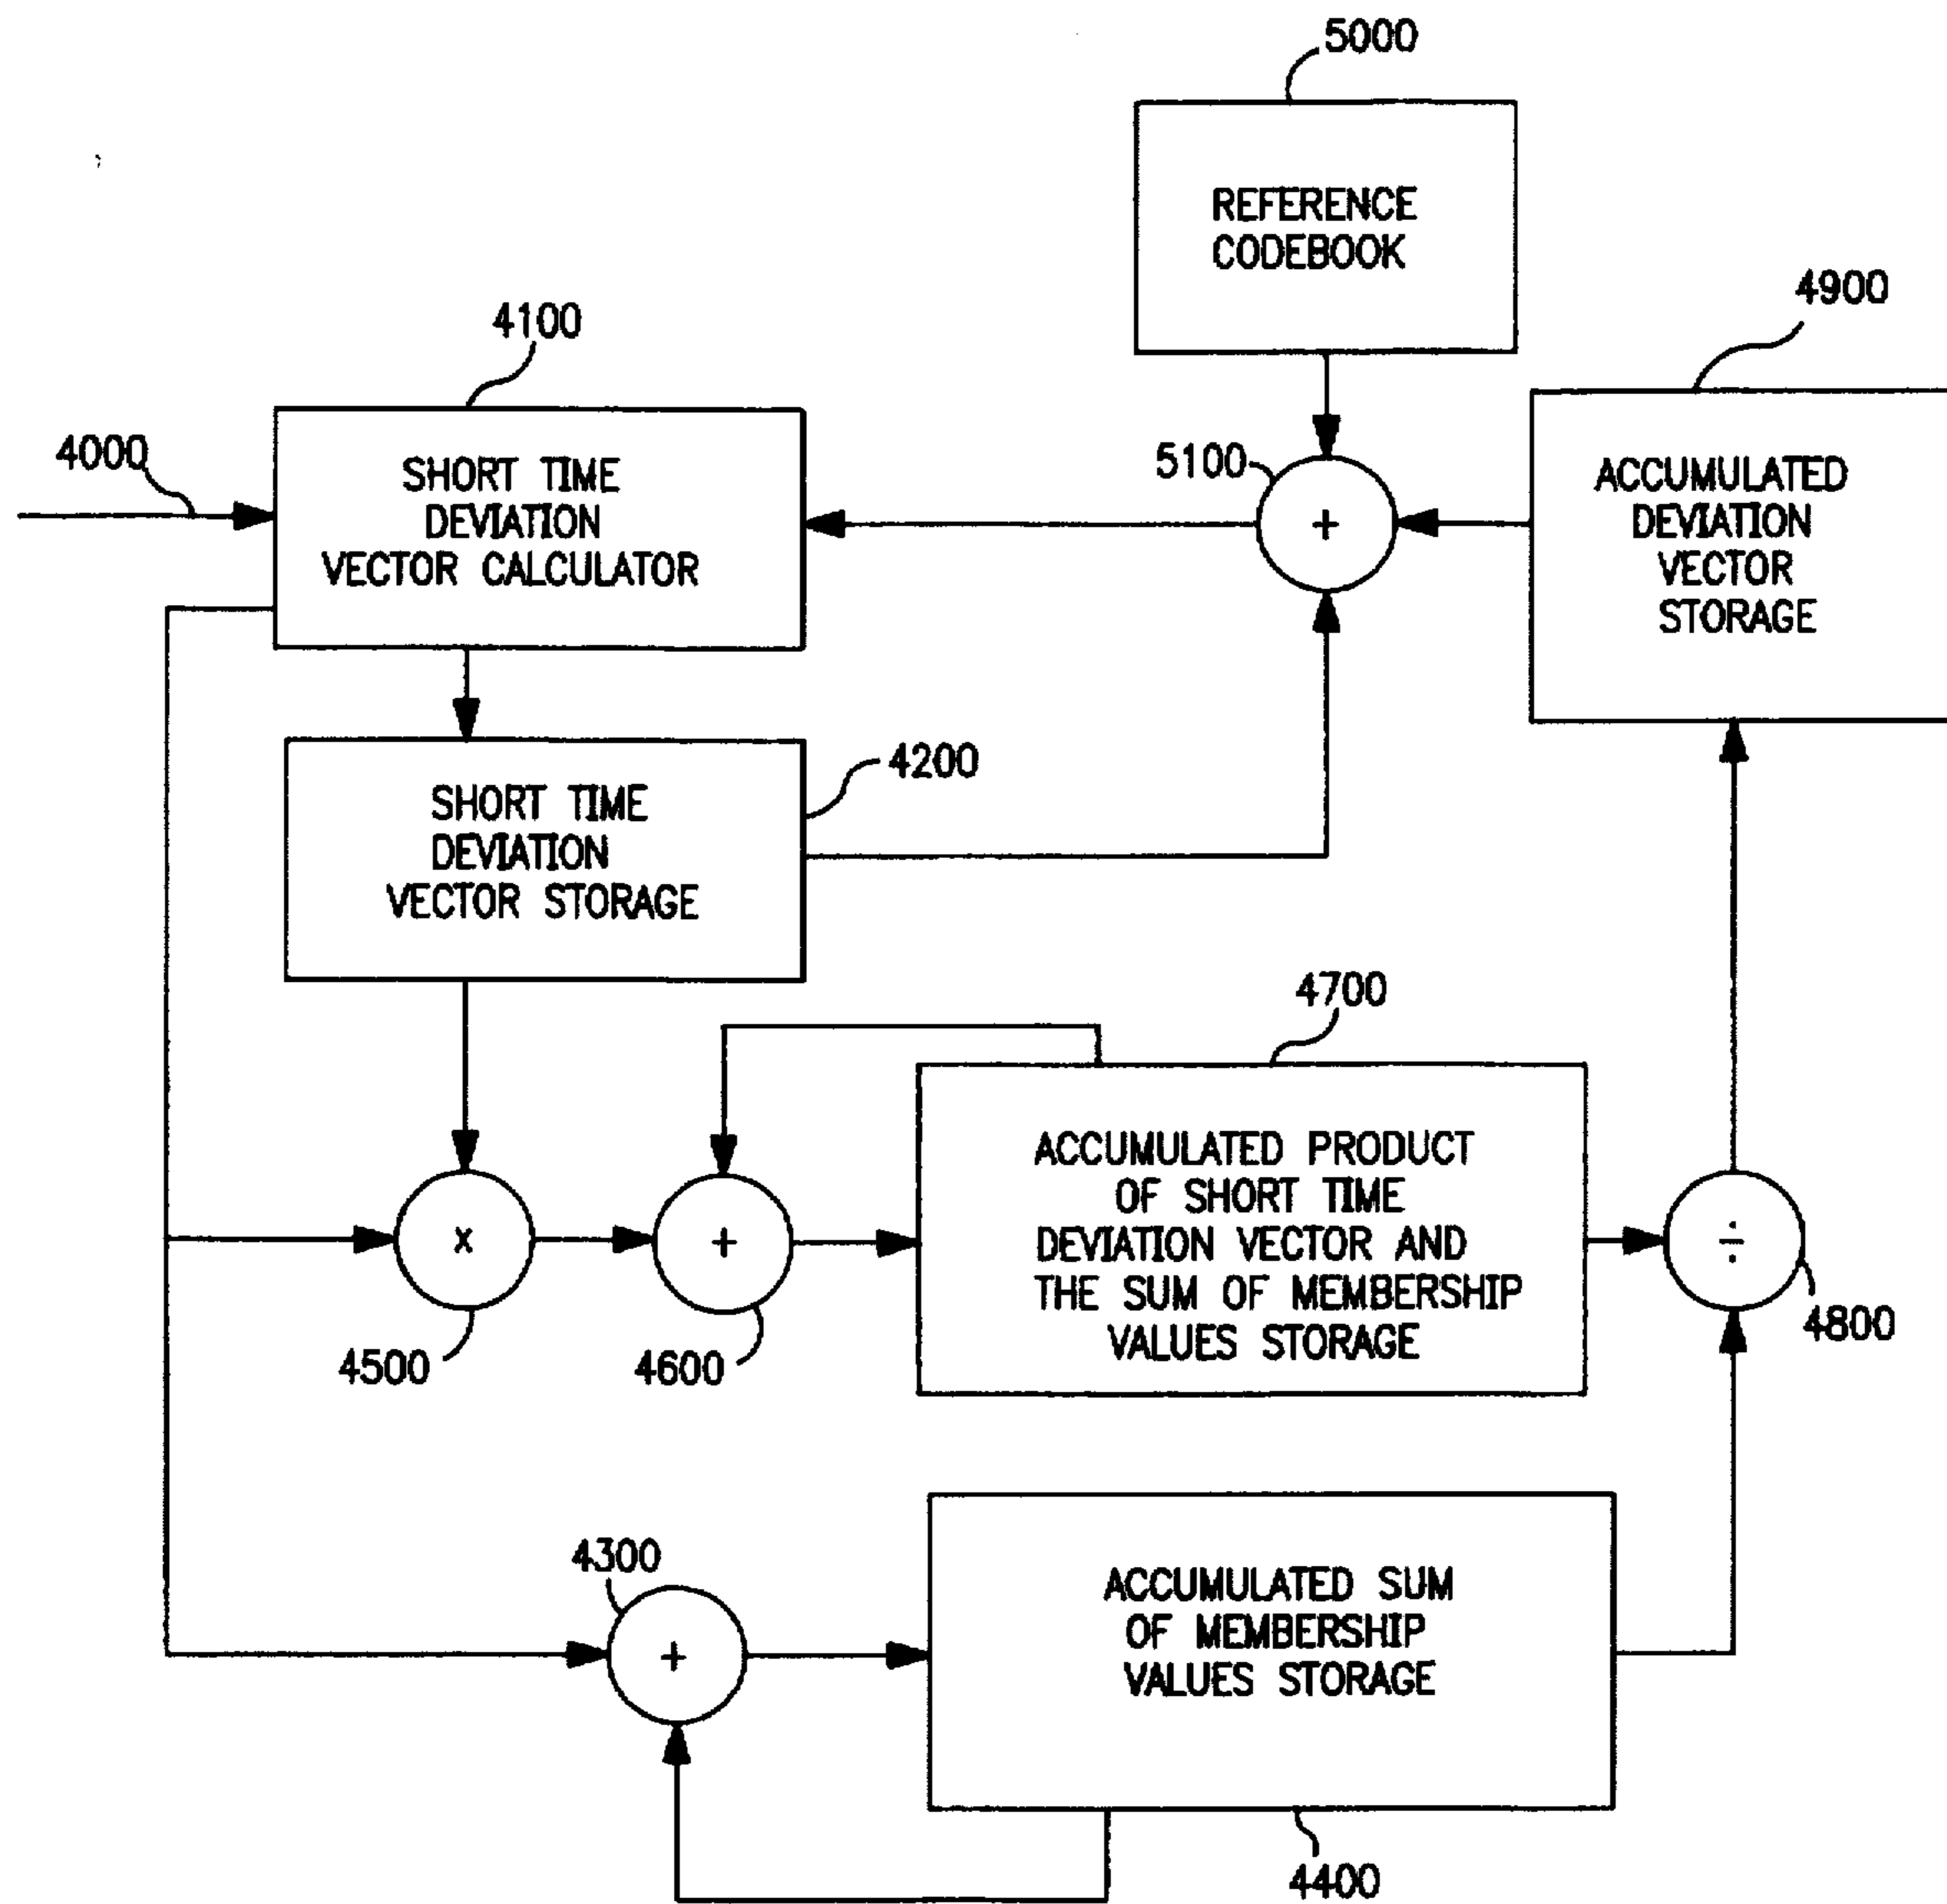 5000
REFERENCE
CODEBOOK
4900
4100
4000
SHORT TIME
DEVIATION
VECTOR CALCULATOR
5100
+
ACCUMULATED
DEVIATION
VECTOR
STORAGE
4200
SHORT TIME
DEVIATION
VECTOR STORAGE
4700
ACCUMULATED PRODUCT
OF SHORT TIME
DEVIATION VECTOR AND
THE SUM OF MEMBERSHIP
VALUES STORAGE
x
+
÷
4500
4600
4800
4300
+
ACCUMULATED SUM
OF MEMBERSHIP
VALUES STORAGE
4400